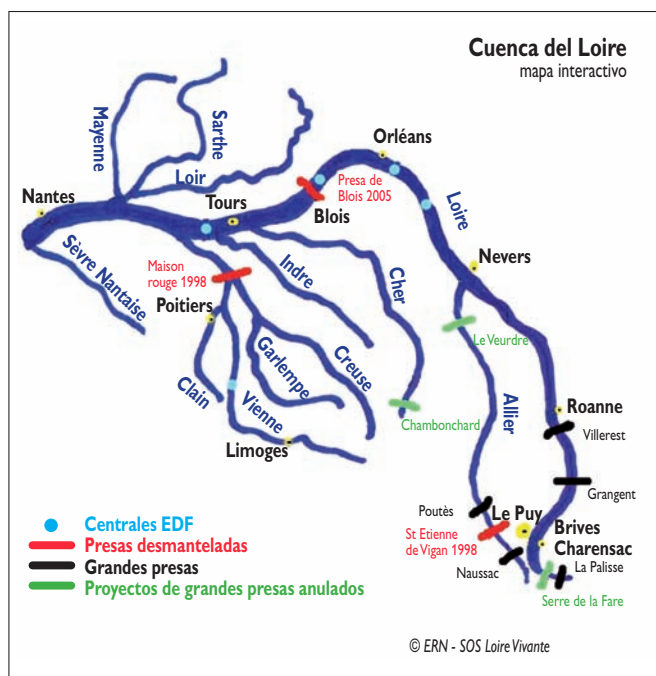 Cuenca del Loire
mapa interactivo
Mayenne
Sarthe
Loir
Orléans
Nantes
Tours
Presa de
Blois 2005
Blois
Loire
Sèvre Nantaise
Maison
rouge 1998
Indre
Cher
Nevers
Poitiers
Le Veurdre
Clain
Vienne
Garlempe
Creuse
Chambonchard
Allier
Roanne
Villerest
Limoges
Grangent
Poutès
Le Puy
St Etienne
de Vigan 1998
Brives
Charensac
Naussac
La Palisse
Serre de la Fare
Centrales EDF
Presas desmanteladas
Grandes presas
Proyectos de grandes presas anulados
© ERN - SOS Loire Vivante